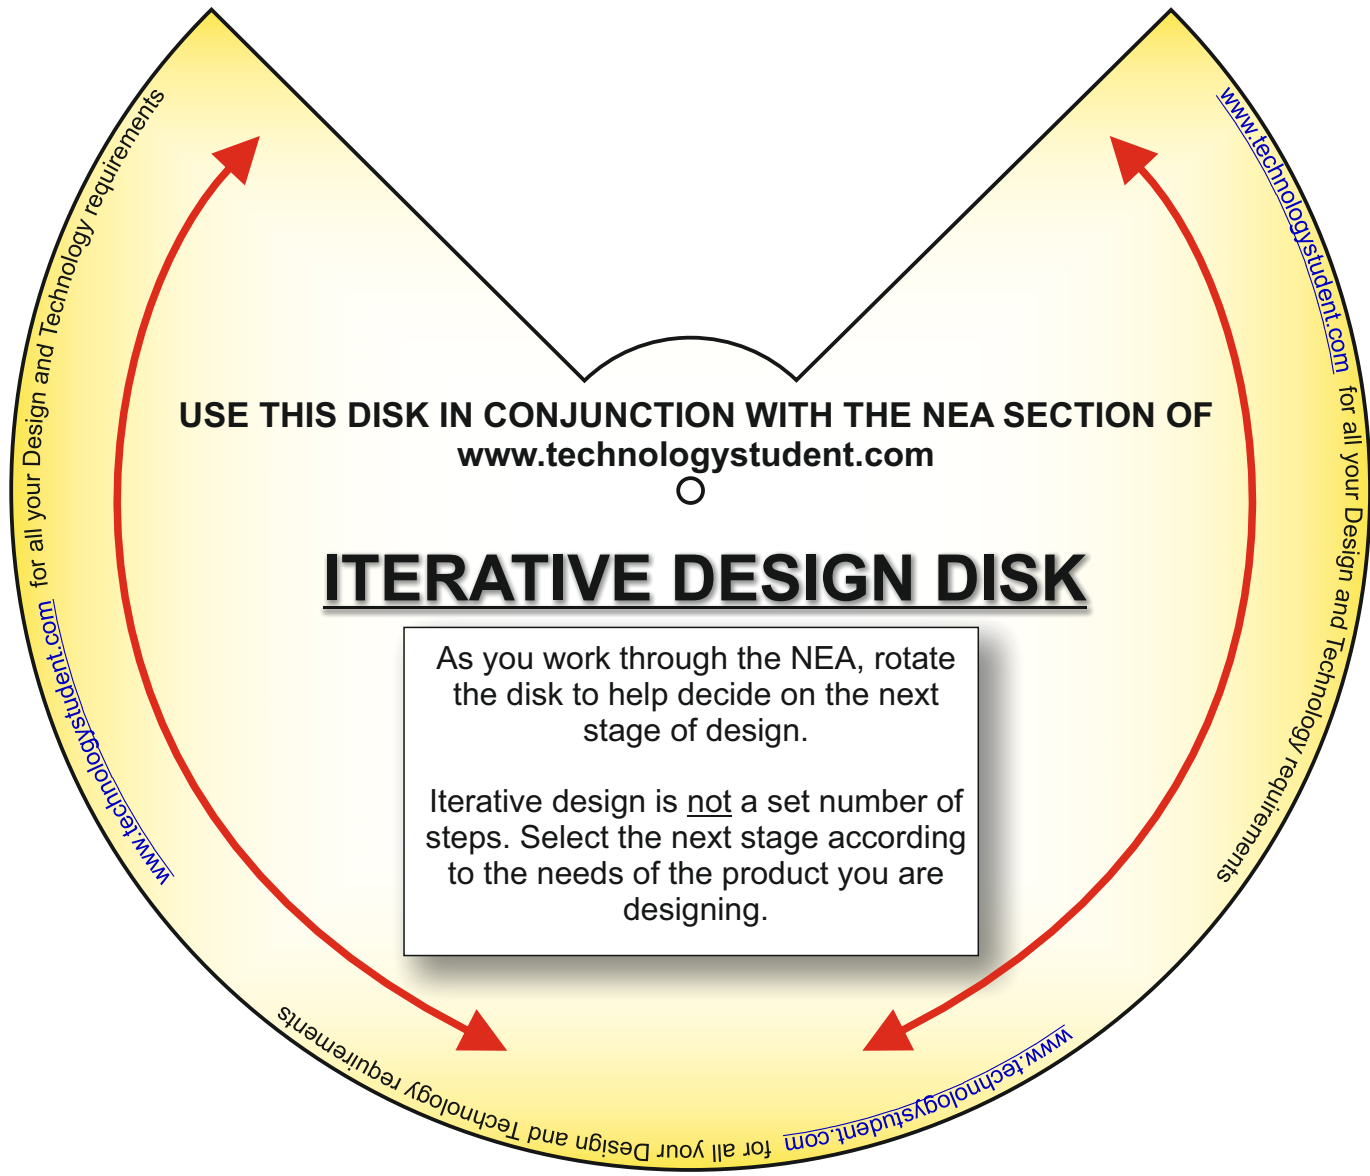 USE THIS DISK IN CONJUNCTION WITH THE NEA SECTION OF
www.technologystudent.com
ITERATIVE DESIGN DISK
As you work through the NEA, rotate
the disk to help decide on the next
stage of design.
Iterative design is not a set number of
steps. Select the next stage according
to the needs of the product you are
designing.
www.technologystudent.com for all your Design and Technology requirements
www.technologystudent.com for all your Design and Technology requirements
www.technologystudent.com for all your Design and Technology requirements